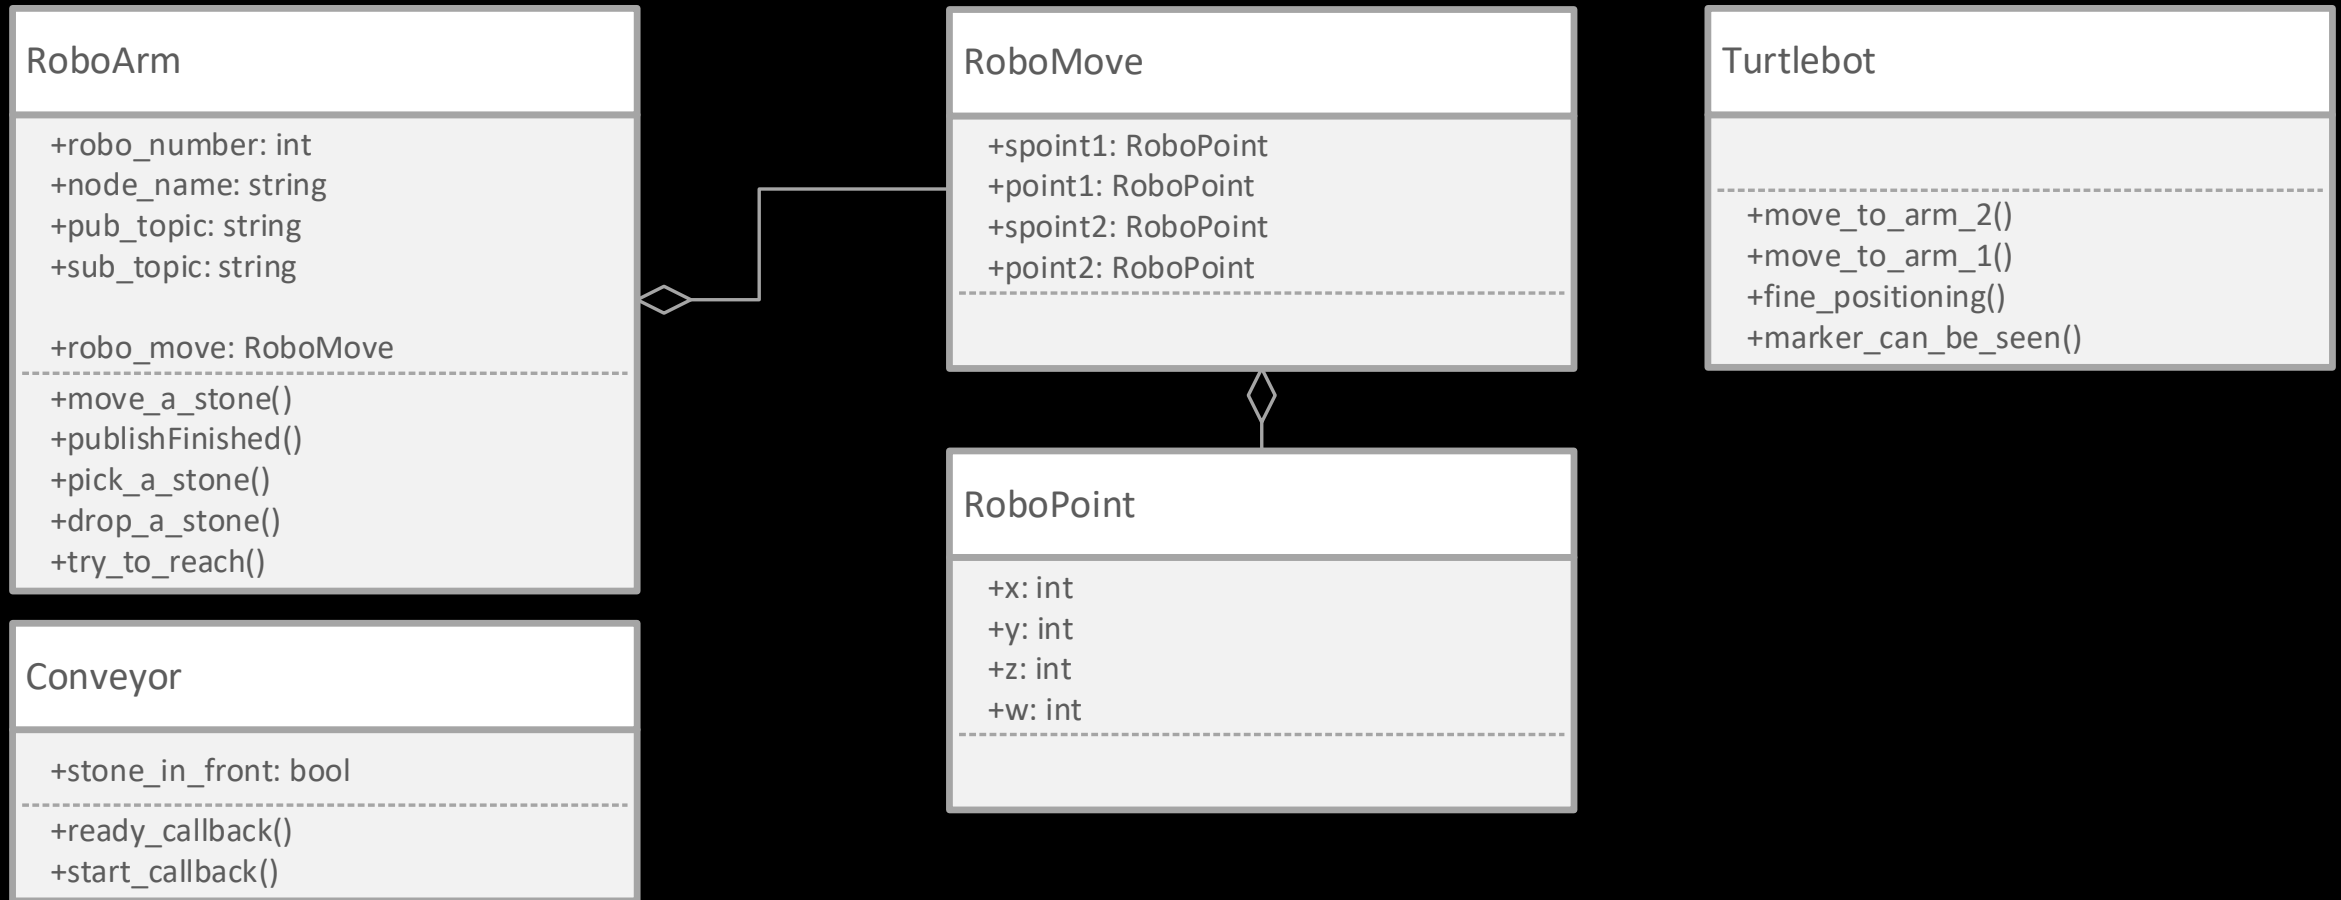 RoboArm
+robo_number: int
+node_name: string
+pub_topic: string
+sub_topic: string
+robo_move: RoboMove
+move_a_stone()
+publishFinished()
+pick_a_stone()
+drop_a_stone()
+try_to_reach()
Conveyor
+stone_in_front: bool
+ready_callback()
+start_callback()
RoboMove
+spoint1: RoboPoint
+point1: RoboPoint
+spoint2: RoboPoint
+point2: RoboPoint
RoboPoint
+x: int
+y: int
+z: int
+w: int
Turtlebot
+move_to_arm_2()
+move_to_arm_1()
+fine_positioning()
+marker_can_be_seen()